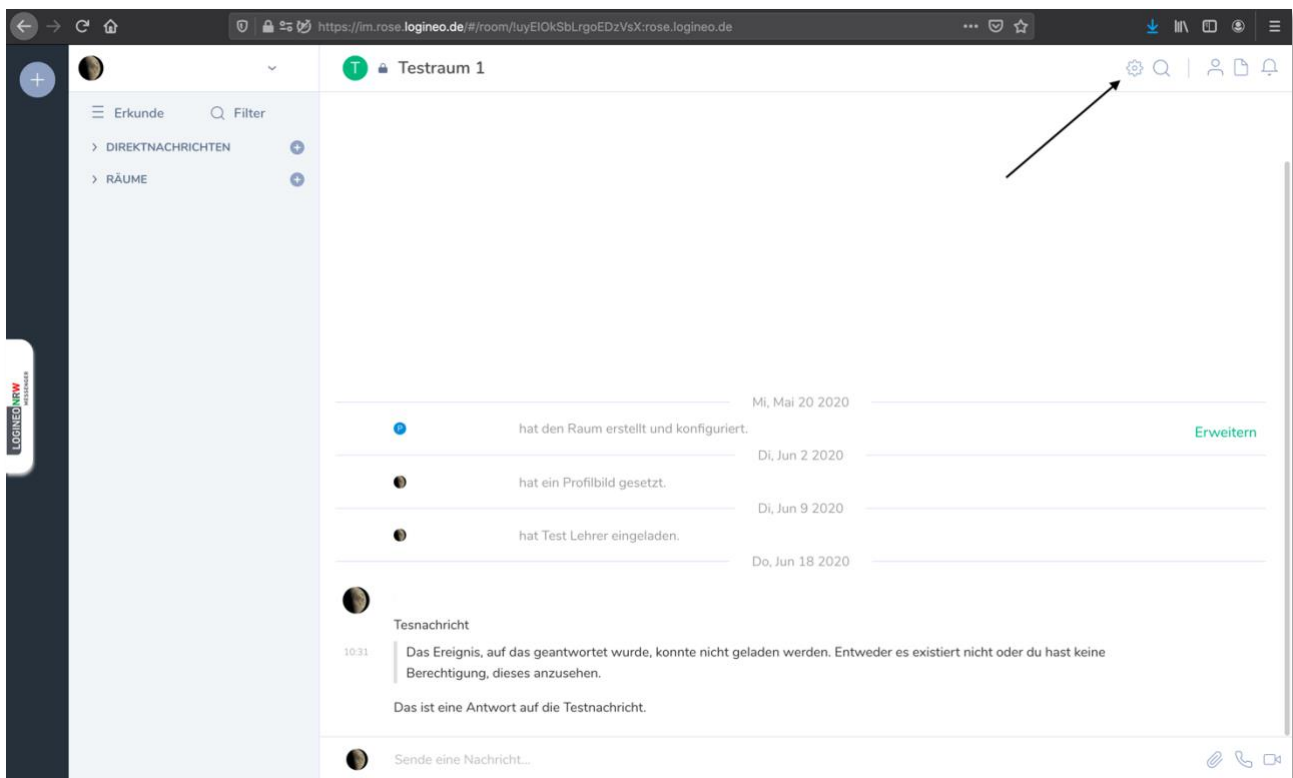 https://im.rose.logineo.de/#/room/!uyElOkSbLrgoEDzVsX:rose.logineo.de
T Testraum 1
Erkunde Filter
DIREKTNACHRICHTEN
RÄUME
LOGINEO NRW
MESSENGER
Mi, Mai 20 2020
P hat den Raum erstellt und konfiguriert.
Erweitern
Di, Jun 2 2020
hat ein Profilbild gesetzt.
Di, Jun 9 2020
hat Test Lehrer eingeladen.
Do, Jun 18 2020
Tesnachricht
10:31 Das Ereignis, auf das geantwortet wurde, konnte nicht geladen werden. Entweder es existiert nicht oder du hast keine
Berechtigung, dieses anzusehen.
Das ist eine Antwort auf die Testnachricht.
Sende eine Nachricht...